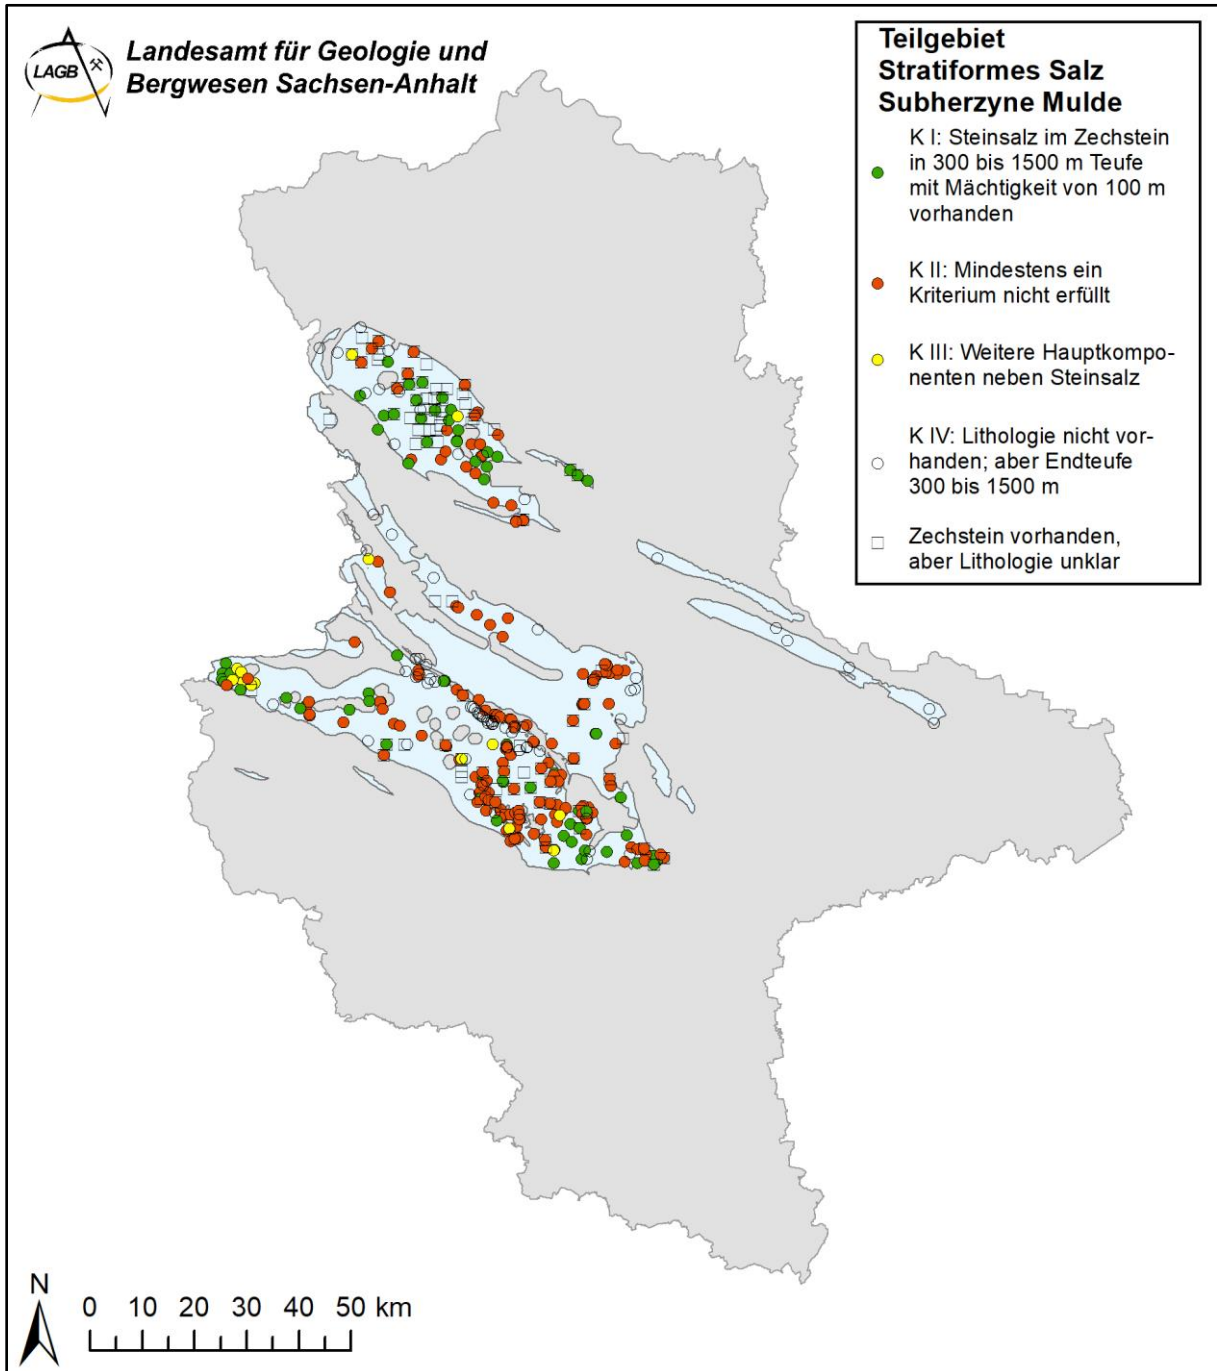 LAGB
Landesamt für Geologie und
Bergwesen Sachsen-Anhalt
Teilgebiet
Stratiformes Salz
Subherzyne Mulde
K I: Steinsalz im Zechstein
in 300 bis 1500 m Teufe
mit Mächtigkeit von 100 m
vorhanden
K II: Mindestens ein
Kriterium nicht erfüllt
K III: Weitere Hauptkompo-
nenten neben Steinsalz
K IV: Lithologie nicht vor-
handen; aber Endteufe
300 bis 1500 m
Zechstein vorhanden,
aber Lithologie unklar
N
0 10 20 30 40 50 km